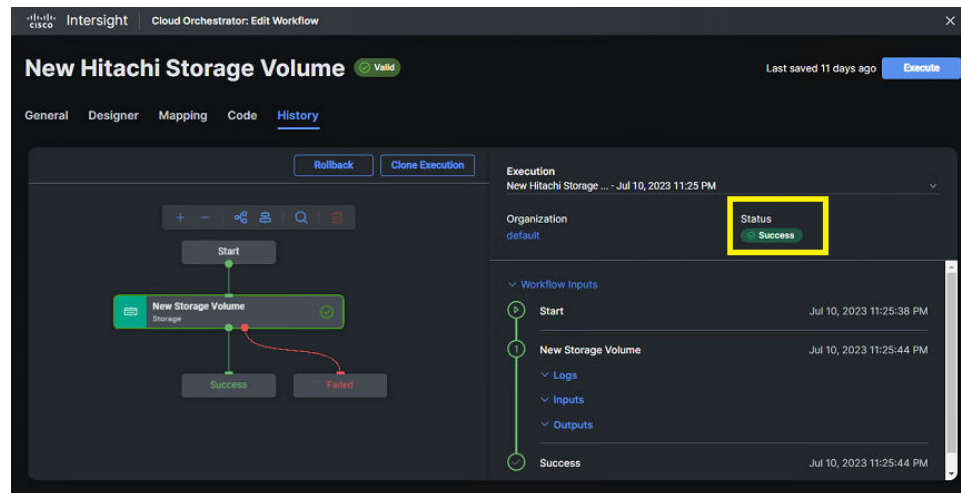 cisco Intersight Cloud Orchestrator: Edit Workflow
New Hitachi Storage Volume Valid
Last saved 11 days ago Execute
General Designer Mapping Code History
Rollback Clone Execution
Start
New Storage Volume
Storage
Success Failed
Execution
New Hitachi Storage ... - Jul 10, 2023 11:25 PM
Organization Status
default Success
Workflow Inputs
Start Jul 10, 2023 11:25:38 PM
1 New Storage Volume Jul 10, 2023 11:25:44 PM
Logs
Inputs
Outputs
Success Jul 10, 2023 11:25:44 PM